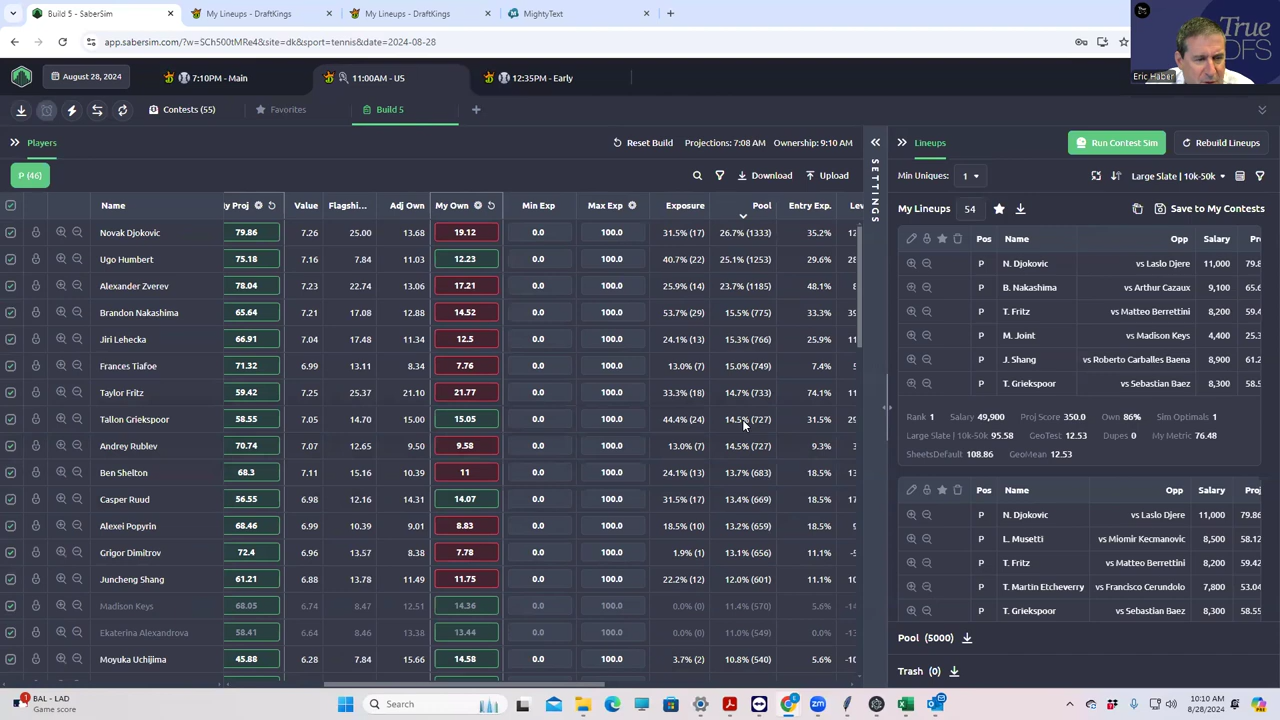 Build 5 - SaberSim
My Lineups - DraftKings
My Lineups - DraftKings
MightyText
app.sabersim.com/?w=SCh500tMRe4&site=dk&sport=tennis&date=2024-08-28
True
DFS
Eric Haber
August 28, 2024
7:10PM - Main
11:00AM - US
12:35PM - Early
Contests (55)
Favorites
Build 5
Players
Reset Build
Projections: 7:08 AM
Ownership: 9:10 AM
Lineups
Run Contest Sim
Rebuild Lineups
P (46)
Download
Upload
SETTINGS
Min Uniques:
1
Large Slate | 10k-50k
Name
y Proj
Value
Flagshi...
Adj Own
My Own
Min Exp
Max Exp
Exposure
Pool
Entry Exp.
Lev
Novak Djokovic 79.86 7.26 25.00 13.68 19.12 0.0 100.0 31.5% (17) 26.7% (1333) 35.2%
Ugo Humbert 75.18 7.16 7.84 11.03 12.23 0.0 100.0 40.7% (22) 25.1% (1253) 29.6%
Alexander Zverev 78.04 7.23 22.74 13.06 17.21 0.0 100.0 25.9% (14) 23.7% (1185) 48.1%
Brandon Nakashima 65.64 7.21 17.08 12.88 14.52 0.0 100.0 53.7% (29) 15.5% (775) 33.3%
Jiri Lehecka 66.91 7.04 17.48 11.34 12.5 0.0 100.0 24.1% (13) 15.3% (766) 25.9%
Frances Tiafoe 71.32 6.99 13.11 8.34 7.76 0.0 100.0 13.0% (7) 15.0% (749) 7.4%
Taylor Fritz 59.42 7.25 25.37 21.10 21.77 0.0 100.0 33.3% (18) 14.7% (733) 74.1%
Tallon Griekspoor 58.55 7.05 14.70 15.00 15.05 0.0 100.0 44.4% (24) 14.5% (727) 31.5%
Andrey Rublev 70.74 7.07 12.65 9.50 9.58 0.0 100.0 13.0% (7) 14.5% (727) 9.3%
Ben Shelton 68.3 7.11 15.16 10.39 11 0.0 100.0 24.1% (13) 13.7% (683) 18.5%
Casper Ruud 56.55 6.98 12.16 14.31 14.07 0.0 100.0 31.5% (17) 13.4% (669) 18.5%
Alexei Popyrin 68.46 6.99 10.39 9.01 8.83 0.0 100.0 18.5% (10) 13.2% (659) 18.5%
Grigor Dimitrov 72.4 6.96 13.57 8.38 7.78 0.0 100.0 1.9% (1) 13.1% (656) 11.1%
Juncheng Shang 61.21 6.88 13.78 11.49 11.75 0.0 100.0 22.2% (12) 12.0% (601) 11.1%
Madison Keys 68.05 6.74 8.47 12.51 14.36 0.0 100.0 0.0% (0) 11.4% (570) 5.6%
Ekaterina Alexandrova 58.41 6.64 8.46 13.38 13.44 0.0 100.0 0.0% (0) 11.0% (549) 0.0%
Moyuka Uchijima 45.88 6.28 7.84 15.66 14.58 0.0 100.0 3.7% (2) 10.8% (540) 5.6%
My Lineups
54
Save to My Contests
Pos Name Opp Salary Pro
P N. Djokovic vs Laslo Djere 11,000 79.8
P B. Nakashima vs Arthur Cazaux 9,100 65.6
P T. Fritz vs Matteo Berrettini 8,200 59.4
P M. Joint vs Madison Keys 4,400 25.3
P J. Shang vs Roberto Carballes Baena 8,900 61.2
P T. Griekspoor vs Sebastian Baez 8,300 58.5
Rank 1 Salary 49,900 Proj Score 350.0 Own 86% Sim Optimals 1
Large Slate | 10k-50k 95.58 GeoTest 12.53 Dupes 0 My Metric 76.48
SheetsDefault 108.86 GeoMean 12.53
Pos Name Opp Salary Proj
P N. Djokovic vs Laslo Djere 11,000 79.86
P L. Musetti vs Miomir Kecmanovic 8,500 58.12
P T. Fritz vs Matteo Berrettini 8,200 59.42
P T. Martin Etcheverry vs Francisco Cerundolo 7,800 53.04
P T. Griekspoor vs Sebastian Baez 8,300 58.55
Pool (5000)
Trash (0)
1
BAL - LAD
Game score
Search
10:10 AM
8/28/2024